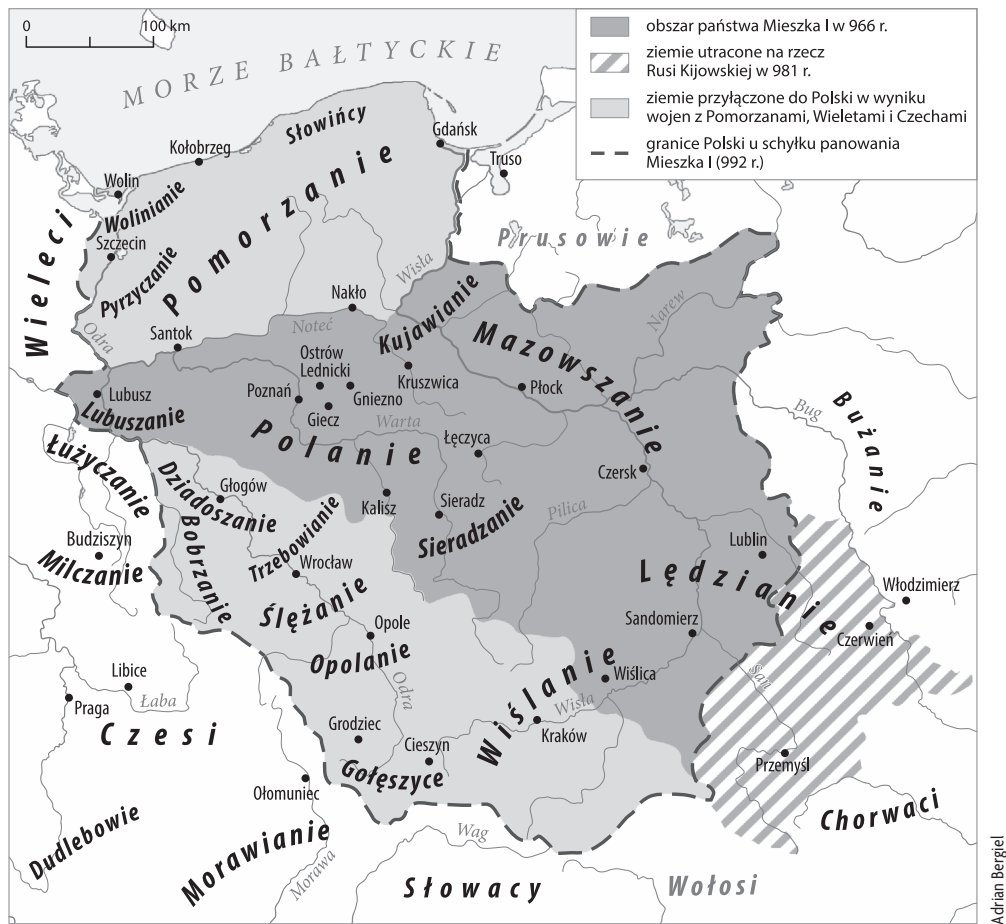 0 100 km
obszar państwa Mieszka I w 966 r.
ziemie utracone na rzecz
Rusi Kijowskiej w 981 r.
ziemie przyłączone do Polski w wyniku
wojen z Pomorzanami, Wieletami i Czechami
granice Polski u schyłku panowania
Mieszka I (992 r.)
MORZE BAŁTYCKIE
Słowińcy
Gdańsk
Kołobrzeg
Truso
Wolin
Wolinianie
Pomorzanie
Szczecin
Prusowie
Wieleci
Pyrzyczanie
Wisła
Nakło
Kujawianie
Odra
Santok
Noteć
Narew
Mazowszanie
Ostrów
Lednicki
Kruszwica
Płock
Lubusz
Poznań
Gniezno
Giecz
Lubuszanie
Warta
Bug
Bużanie
Polanie
Łęczyca
Łużyczanie
Dziadoszanie
Głogów
Czersk
Kalisz
Sieradz
Sieradzanie
Pilica
Bobrzanie
Trzebowianie
Budziszyn
Milczanie
Wrocław
Lublin
Lędzianie
Włodzimierz
Ślężanie
Sandomierz
Czerwień
Opole
Opolanie
Wiślanie
Wiślica
Libice
Łaba
Praga
Odra
San
Wisła
Kraków
Czesi
Grodziec
Cieszyn
Przemyśl
Gołęszyce
Ołomuniec
Chorwaci
Dudlebowie
Morawianie
Wag
Morawa
Słowacy
Wołosi
Adrian Bergiel